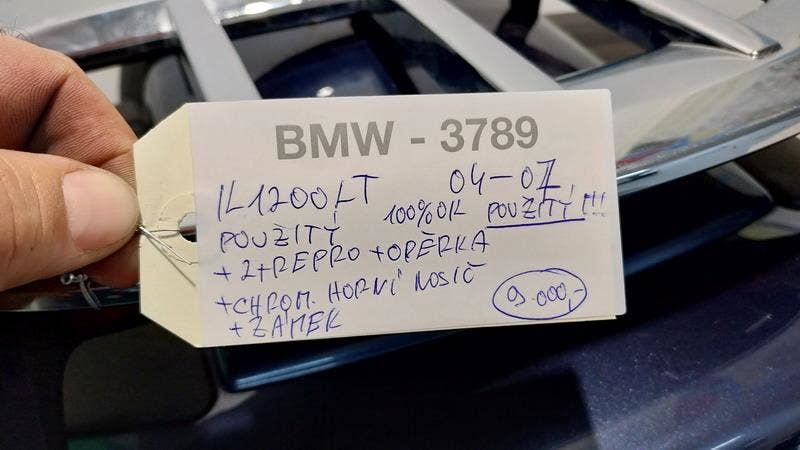 BMW - 3789
K1200LT 04-07
POUŽITÝ 100% OK POUŽITÝ!!!
+ 2+REPRO + OPĚRKA
+CHROM. HORNÍ NOSIČ
+ ZÁMEK 9.000,-